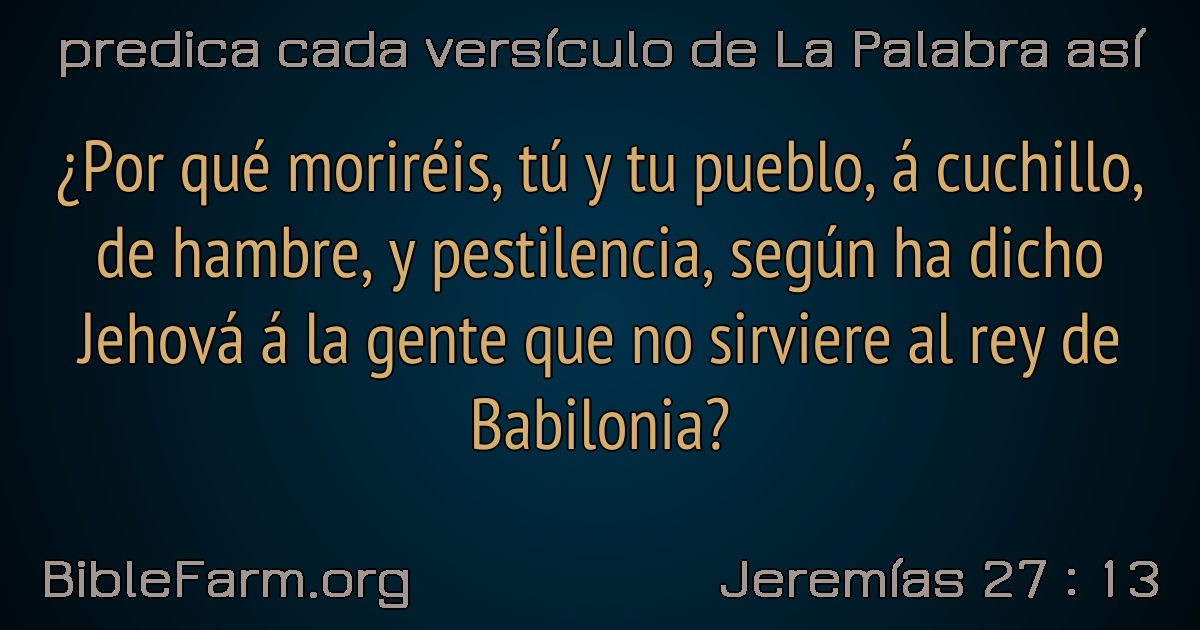 predica cada versículo de La Palabra así
¿Por qué moriréis, tú y tu pueblo, á cuchillo,
de hambre, y pestilencia, según ha dicho
Jehová á la gente que no sirviere al rey de
Babilonia?
BibleFarm.org
Jeremías 27 : 13